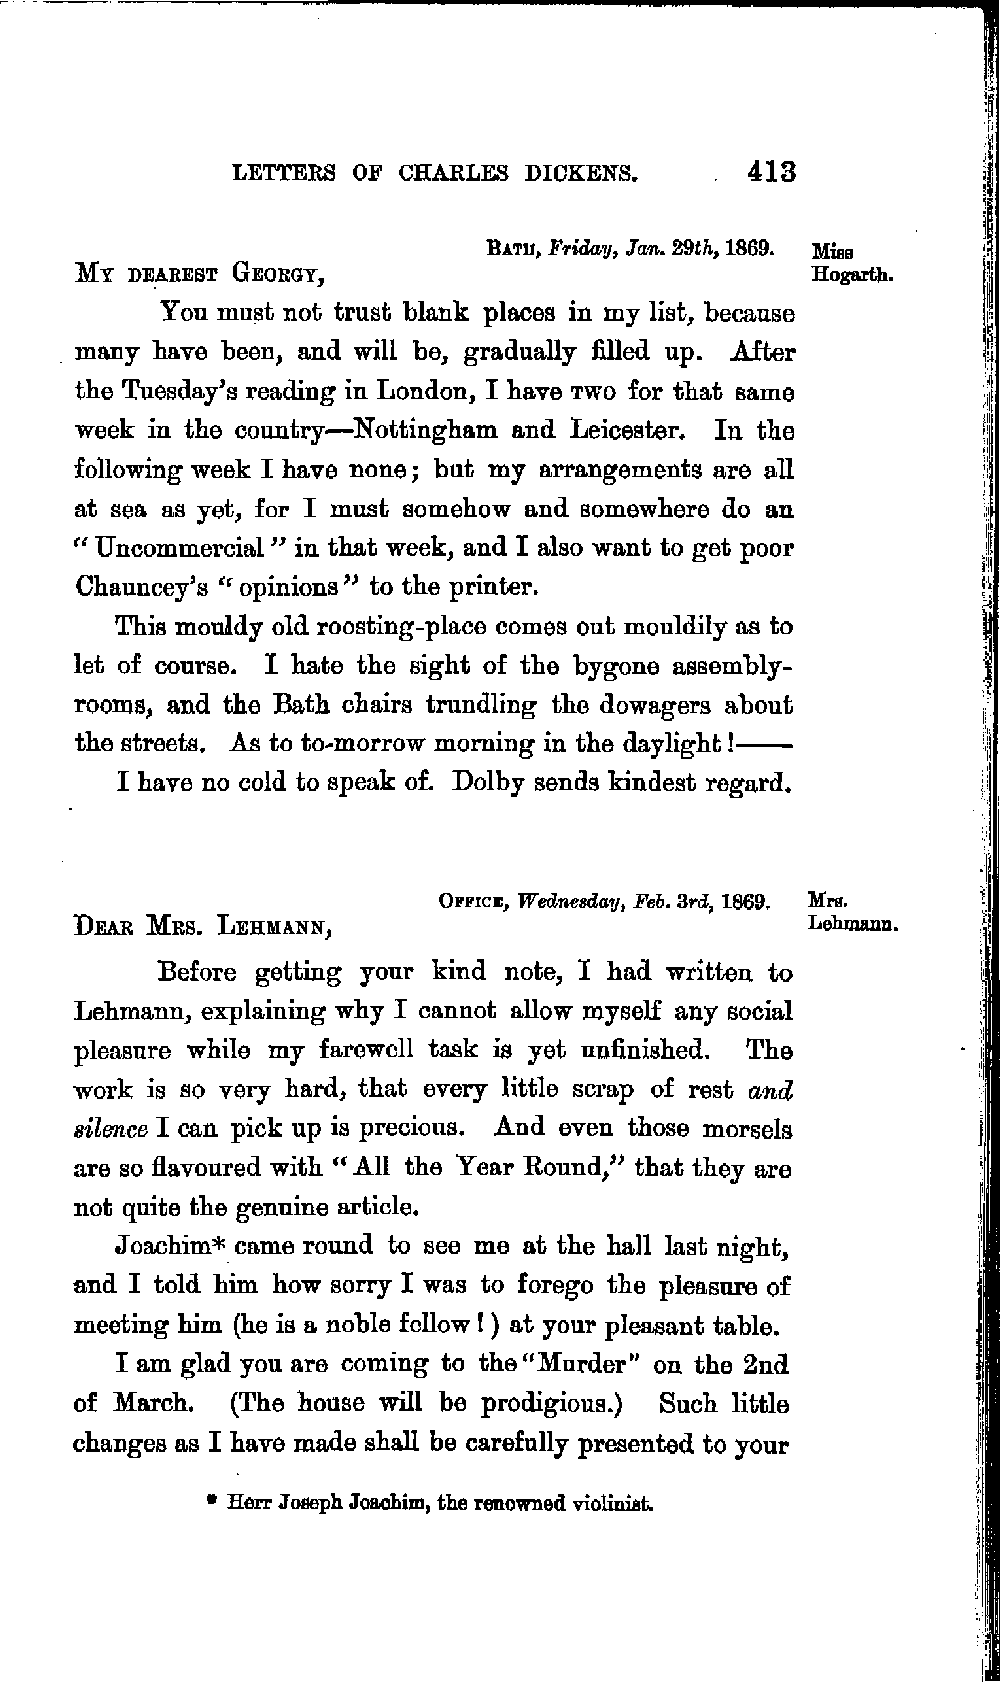 LETTERS OF CHARLES DICKENS. 413
BATH, Friday, Jan. 29th, 1869.
Miss
Hogarth.
MY DEAREST GEORGY,
You must not trust blank places in my list, because
many have been, and will be, gradually filled up. After
the Tuesday's reading in London, I have TWO for that same
week in the country—Nottingham and Leicester. In the
following week I have none; but my arrangements are all
at sea as yet, for I must somehow and somewhere do an
“Uncommercial” in that week, and I also want to get poor
Chauncey's “opinions” to the printer.
This mouldy old roosting-place comes out mouldily as to
let of course. I hate the sight of the bygone assembly-
rooms, and the Bath chairs trundling the dowagers about
the streets. As to to-morrow morning in the daylight!——
I have no cold to speak of. Dolby sends kindest regard.
OFFICE, Wednesday, Feb. 3rd, 1869.
Mrs.
Lehmann.
DEAR MRS. LEHMANN,
Before getting your kind note, I had written to
Lehmann, explaining why I cannot allow myself any social
pleasure while my farewell task is yet unfinished. The
work is so very hard, that every little scrap of rest and
silence I can pick up is precious. And even those morsels
are so flavoured with “All the Year Round,” that they are
not quite the genuine article.
Joachim* came round to see me at the hall last night,
and I told him how sorry I was to forego the pleasure of
meeting him (he is a noble fellow!) at your pleasant table.
I am glad you are coming to the “Murder” on the 2nd
of March. (The house will be prodigious.) Such little
changes as I have made shall be carefully presented to your
* Herr Joseph Joachim, the renowned violinist.